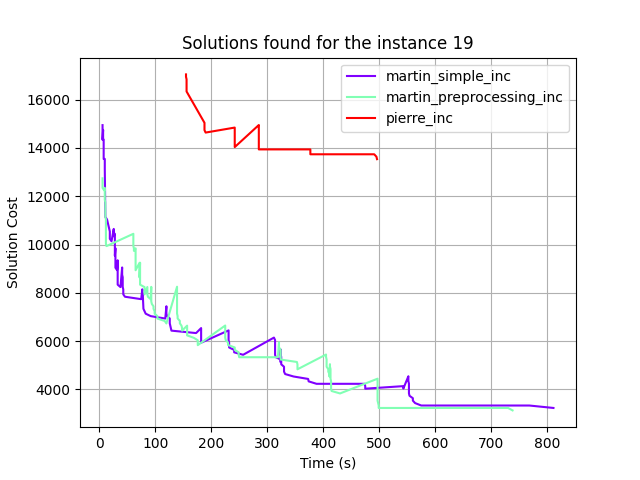 Solutions found for the instance 19
martin_simple_inc
martin_preprocessing_inc
pierre_inc
Solution Cost
16000
14000
12000
10000
8000
6000
4000
0 100 200 300 400 500 600 700 800
Time (s)